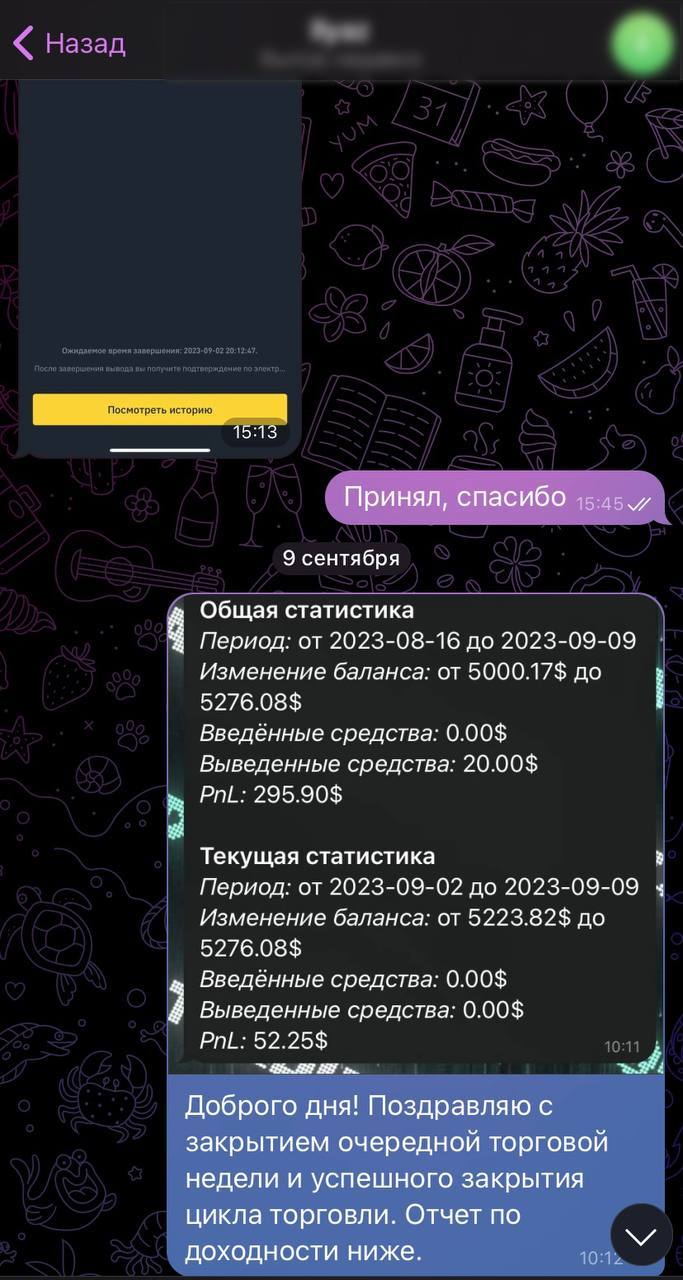 Назад
Ожидаемое время завершения: 2023-09-02 20:12:47.
После завершения вывода вы получите подтверждение по электр...
Посмотреть историю
15:13
31
YUM
Принял, спасибо 15:45
9 сентября
Общая статистика
Период: от 2023-08-16 до 2023-09-09
Изменение баланса: от 5000.17$ до
5276.08$
Введённые средства: 0.00$
Выведенные средства: 20.00$
PnL: 295.90$
Текущая статистика
Период: от 2023-09-02 до 2023-09-09
Изменение баланса: от 5223.82$ до
5276.08$
Введённые средства: 0.00$
Выведенные средства: 0.00$
PnL: 52.25$
10:11
Доброго дня! Поздравляю с
закрытием очередной торговой
недели и успешного закрытия
цикла торговли. Отчет по
доходности ниже.
10:12